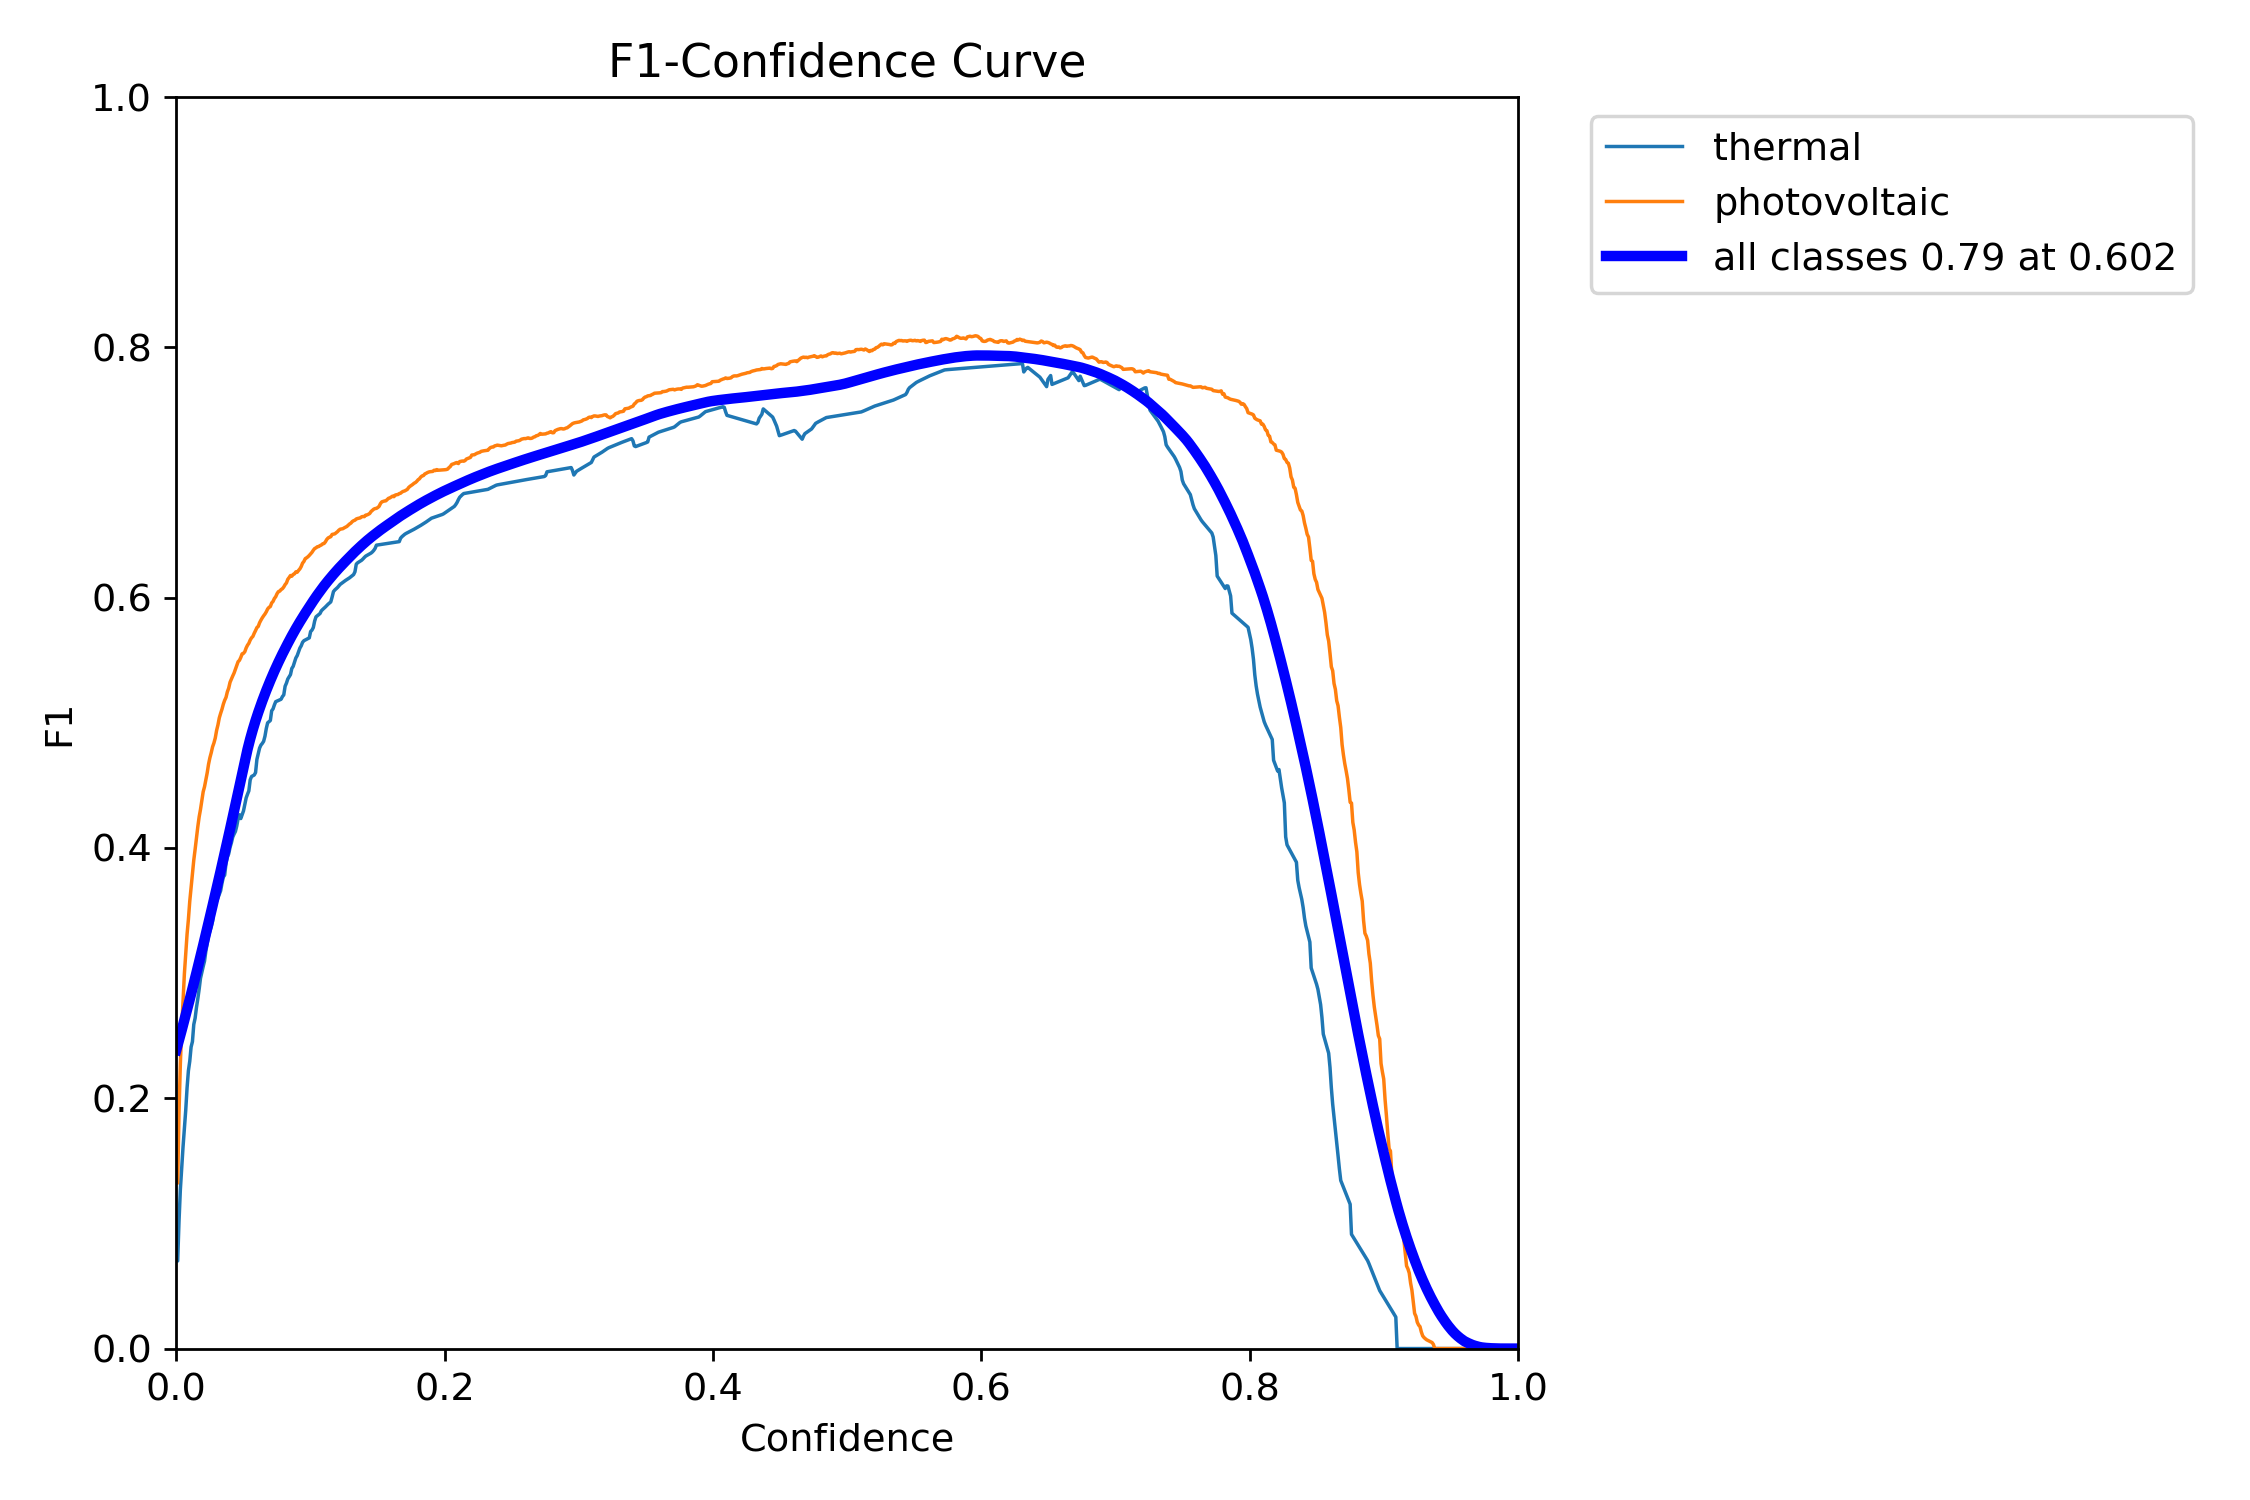 F1-Confidence Curve
1.0
0.8
0.6
0.4
0.2
0.0
F1
0.0 0.2 0.4 0.6 0.8 1.0
Confidence
thermal
photovoltaic
all classes 0.79 at 0.602